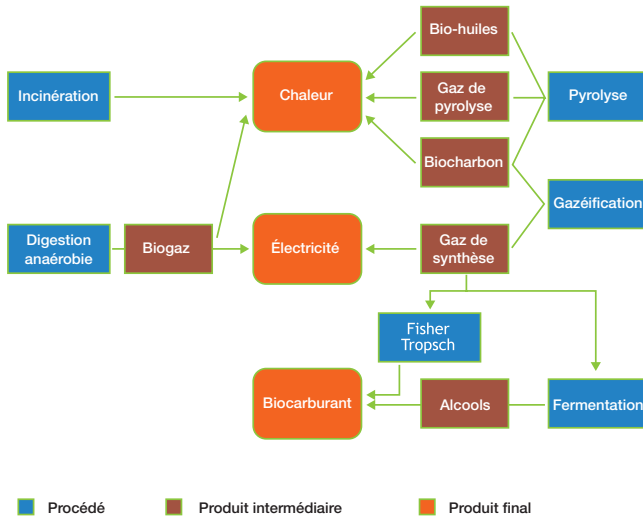 Bio-huiles
Incinération
Chaleur
Gaz de
pyrolyse
Pyrolyse
Biocharbon
Gazéification
Digestion
anaérobie
Biogaz
Électricité
Gaz de
synthèse
Fisher
Tropsch
Biocarburant
Alcools
Fermentation
Procédé
Produit intermédiaire
Produit final